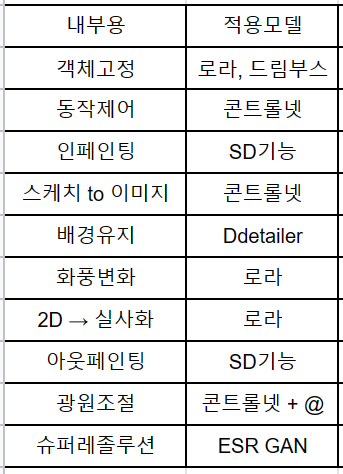 내부용 적용모델
객체고정 로라, 드림부스
동작제어 콘트롤넷
인페인팅 SD기능
스케치 to 이미지 콘트롤넷
배경유지 Ddetailer
화풍변화 로라
2D → 실사화 로라
아웃페인팅 SD기능
광원조절 콘트롤넷 + @
슈퍼레졸루션 ESR GAN